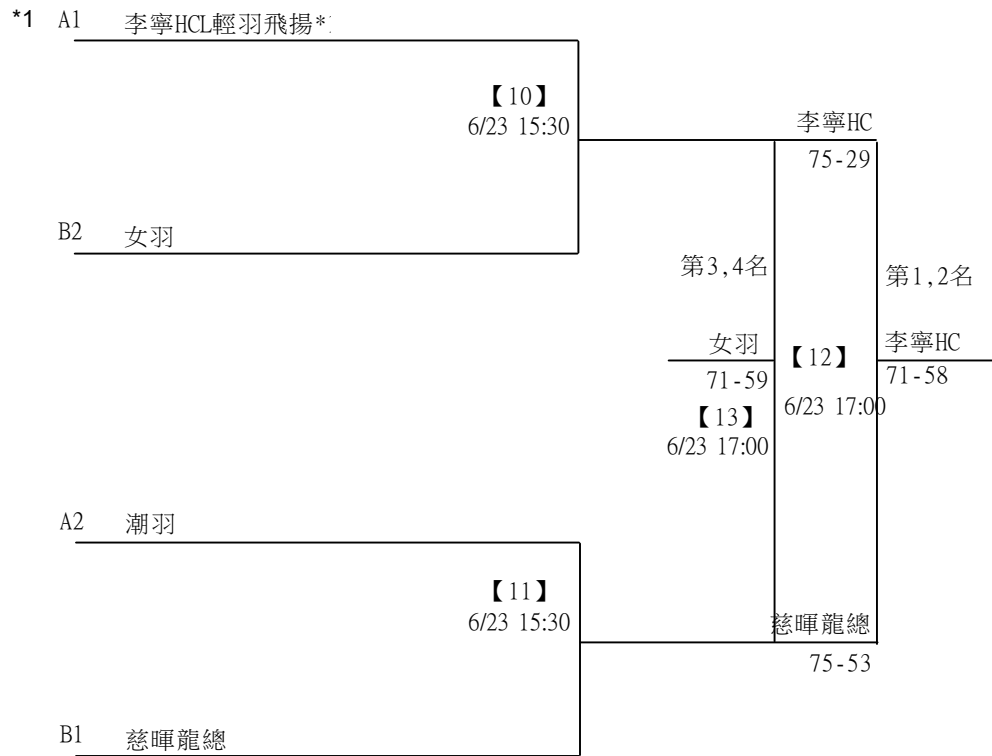 *1 A1 李寧HCL輕羽飛揚*
【10】
6/23 15:30
李寧HC
75-29
B2 女羽
第3,4名
第1,2名
女羽
71-59
【12】
李寧HC
71-58
6/23 17:00
【13】
6/23 17:00
A2 潮羽
【11】
6/23 15:30
慈暉龍總
75-53
B1 慈暉龍總